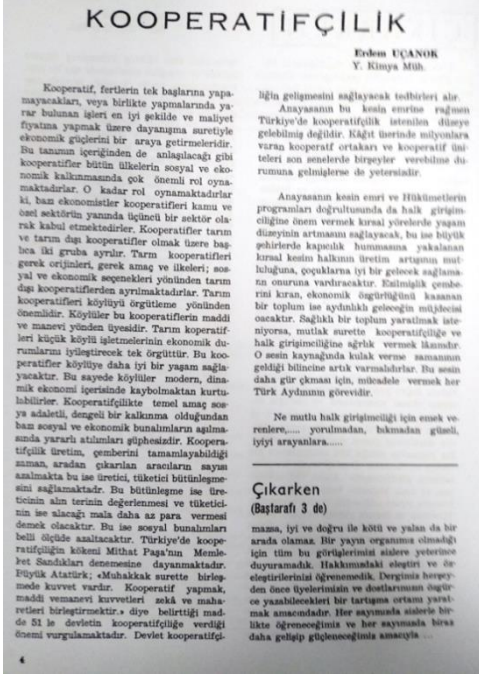 KOOPERATİFÇİLİK
Erdem UÇANOK
Y. Kimya Müh.
Kooperatif, fertlerin tek başlarına yapa-
mayacakları, veya birlikte yapmalarında ya-
rar bulunan işleri en iyi şekilde ve maliyet
fiyatına yapmak üzere dayanışma suretiyle
ekonomik güçlerini bir araya getirmeleridir.
Bu tanımın içeriğinden de anlaşılacağı gibi
kooperatifler bütün ülkelerin sosyal ve eko-
nomik kalkınmasında çok önemli rol oyna-
maktadırlar. O kadar rol oynamaktadırlar
ki, bazı ekonomistler kooperatifleri kamu ve
özel sektörün yanında üçüncü bir sektör ola-
rak kabul etmektedirler. Kooperatifler tarım
ve tarım dışı kooperatifler olmak üzere baş-
lıca iki gruba ayrılır. Tarım kooperatifleri
gerek orijinleri, gerek amaç ve ilkeleri; sos-
yal ve ekonomik seçenekleri yönünden tarım
dışı kooperatiflerden ayrılmaktadırlar. Tarım
kooperatifleri köylüyü örgütleme yönünden
önemlidir. Köylüler bu kooperatiflerin maddi
ve manevi yönden üyesidir. Tarım koperatif-
leri küçük köylü işletmelerinin ekonomik du-
rumlarını iyileştirecek tek örgüttür. Bu koo-
peratifler köylüye daha iyi bir yaşam sağla-
yacaktır. Bu sayede köylüler modern, dina-
mik ekonomi içerisinde kaybolmaktan kurtu-
labilirler. Kooperatifçilikte temel amaç sos-
ya adaletli, dengeli bir kalkınma olduğundan
bazı sosyal ve ekonomik bunalımların aşılma-
sında yararlı atılımları şüphesizdir. Koopera-
tifçilik üretim, çemberini tamamlayabildiği
zaman, aradan çıkarılan aracıların sayısı
azalmakta bu ise üretici, tüketici bütünleşme-
sini sağlamaktadır. Bu bütünleşme ise üre-
ticinin alın terinin değerlenmesi ve tüketici-
nin ise alacağı mala daha az para vermesi
demek olacaktır. Bu ise sosyal bunalımları
belli ölçüde azaltacaktır. Türkiye'de koope-
ratifçiliğin kökeni Mithat Paşa'nın Memle-
ket Sandıkları denemesine dayanmaktadır.
Büyük Atatürk; «Muhakkak surette birleş-
mede kuvvet vardır. Kooperatif yapmak,
maddi vemanevi kuvvetleri zekâ ve maha-
retleri birleştirmektir.» diye belirttiği mad-
de 51 le devletin kooperatifçiliğe verdiği
önemi vurgulamaktadır. Devlet kooperatifçi-
liğin gelişmesini sağlayacak tedbirleri alır.
Anayasanın bu kesin emrine rağmen
Türkiye'de kooperatifçilik istenilen düzeye
gelebilmiş değildir. Kâğıt üzerinde milyonlara
varan kooperatif ortakarı ve kooperatif üni-
teleri son senelerde birşeyler verebilme du-
rumuna gelmişlerse de yetersizdir.
Anayasanın kesin emri ve Hükümetlerin
programları doğrultusunda da halk girişim-
ciliğine önem vermek kırsal yörelerde yaşam
düzeyinin artmasını sağlayacak, bu ise büyük
şehirlerde kapıcılık hummasına yakalanan
kırsal kesim halkının üretim artışının mut-
luluğuna, çocuklarna iyi bir gelecek sağlama-
nın onuruna vardıracaktır. Ezilmişlik çembe-
rini kıran, ekonomik özgürlüğünü kazanan
bir toplum ise aydınlıklı geleceğin müjdecisi
olacaktır. Sağlıklı bir toplum yaratılmak iste-
niyorsa, mutlak surette kooperatifçiliğe ve
halk girişimciliğine ağrlık vermek lâzımdır.
O sesin kaynağında kulak verme zamanının
geldiği bilincine artık varmalıdırlar. Bu sesin
daha gür çkması için, mücadele vermek her
Türk Aydınının görevidir.
Ne mutlu halk girişimciliği için emek ve-
renlere,..... yorulmadan, bıkmadan güzeli,
iyiyi arayanlara......
Çıkarken
(Baştarafı 3 de)
mazsa, iyi ve doğru ile kötü ve yalan da bir
arada olamaz. Bir yayın organımız olmadığı
için tüm bu görüşlerimizi sizlere yeterince
duyuramadık. Hakkımızdaki eleştiri ve öz-
eleştirilerinizi öğrenemedik. Dergimiz herşey-
den önce üyelerimizin ve dostlarımızın özgür-
ce yazabilecekleri bir tartışma ortamı yarat-
mak amacındadır. Her sayımızda sizlerle bir-
likte öğreneceğimiz ve her sayımızda biraz
daha gelişip güçleneceğimiz amacıyla ....
4